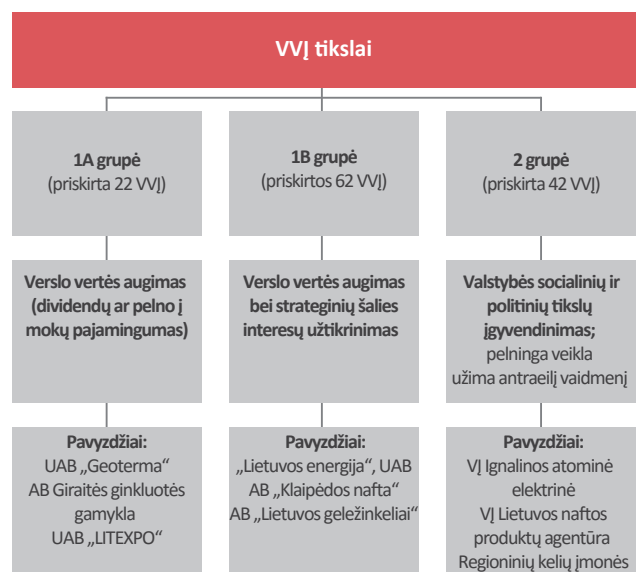 VVĮ tikslai
1A grupė
(priskirta 22 VVĮ)
Verslo vertės augimas
(dividendų ar pelno į
mokų pajamingumas)
Pavyzdžiai:
UAB „Geoterma“
AB Giraitės ginkluotės
gamykla
UAB „LITEXPO“
1B grupė
(priskirtos 62 VVĮ)
Verslo vertės augimas
bei strateginių šalies
interesų užtikrinimas
Pavyzdžiai:
„Lietuvos energija“, UAB
AB „Klaipėdos nafta“
AB „Lietuvos geležinkeliai“
2 grupė
(priskirta 42 VVĮ)
Valstybės socialinių ir
politinių tikslų
įgyvendinimas;
pelninga veikla
užima antraeilį vaidmenį
Pavyzdžiai:
VĮ Ignalinos atominė
elektrinė
VĮ Lietuvos naftos
produktų agentūra
Regioninių kelių įmonės